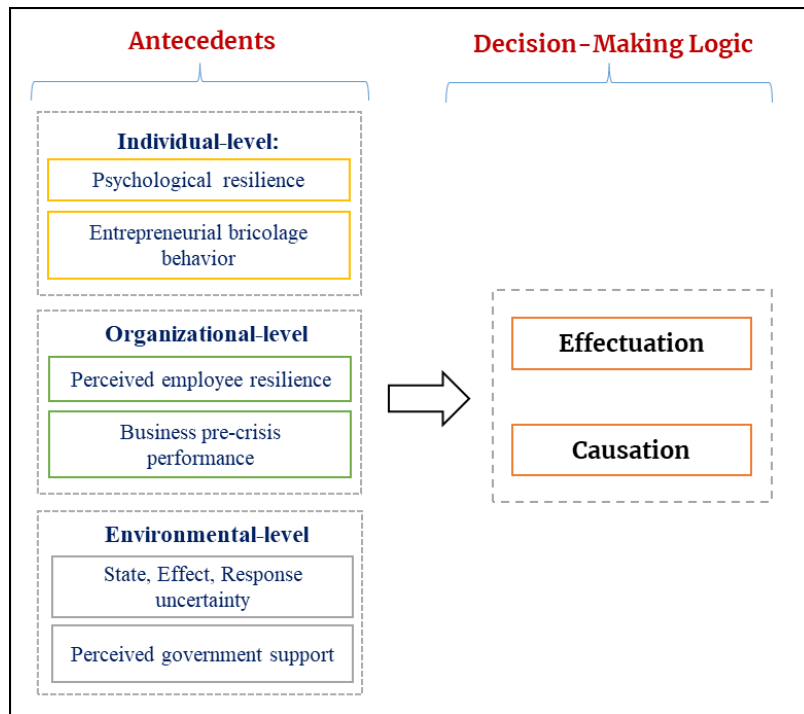 Antecedents
Decision-Making Logic
Individual-level:
Psychological resilience
Entrepreneurial bricolage
behavior
Organizational-level
Perceived employee resilience
Business pre-crisis
performance
Environmental-level
State, Effect, Response
uncertainty
Perceived government support
Effectuation
Causation